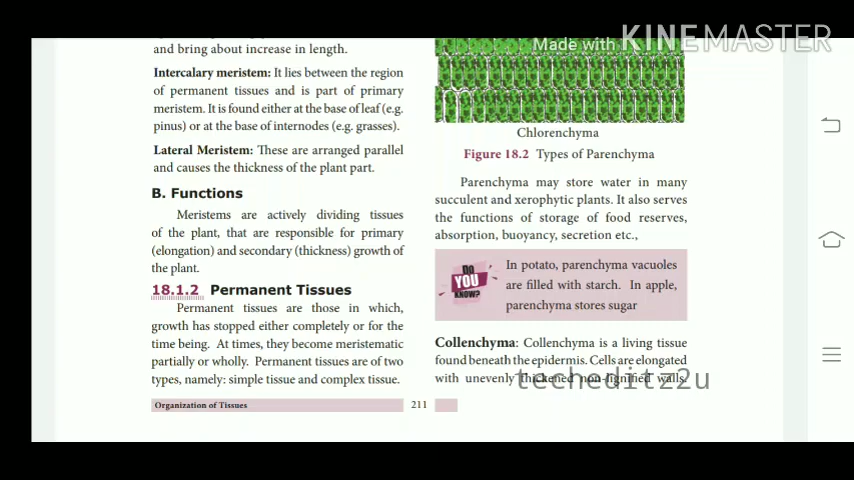 and bring about increase in length.
Intercalary meristem: It lies between the region
of permanent tissues and is part of primary
meristem. It is found either at the base of leaf (e.g.
pinus) or at the base of internodes (e.g. grasses).
Lateral Meristem: These are arranged parallel
and causes the thickness of the plant part.
B. Functions
Meristems are actively dividing tissues
of the plant, that are responsible for primary
(elongation) and secondary (thickness) growth of
the plant.
18.1.2 Permanent Tissues
Permanent tissues are those in which,
growth has stopped either completely or for the
time being. At times, they become meristematic
partially or wholly. Permanent tissues are of two
types, namely: simple tissue and complex tissue.
Organization of Tissues
211
Made with KINEMASTER
Chlorenchyma
Figure 18.2 Types of Parenchyma
Parenchyma may store water in many
succulent and xerophytic plants. It also serves
the functions of storage of food reserves,
absorption, buoyancy, secretion etc.,
DO
YOU
KNOW?
In potato, parenchyma vacuoles
are filled with starch. In apple,
parenchyma stores sugar
Collenchyma: Collenchyma is a living tissue
found beneath the epidermis. Cells are elongated
with unevenly thickened non-lignified walls.
techeditz2u